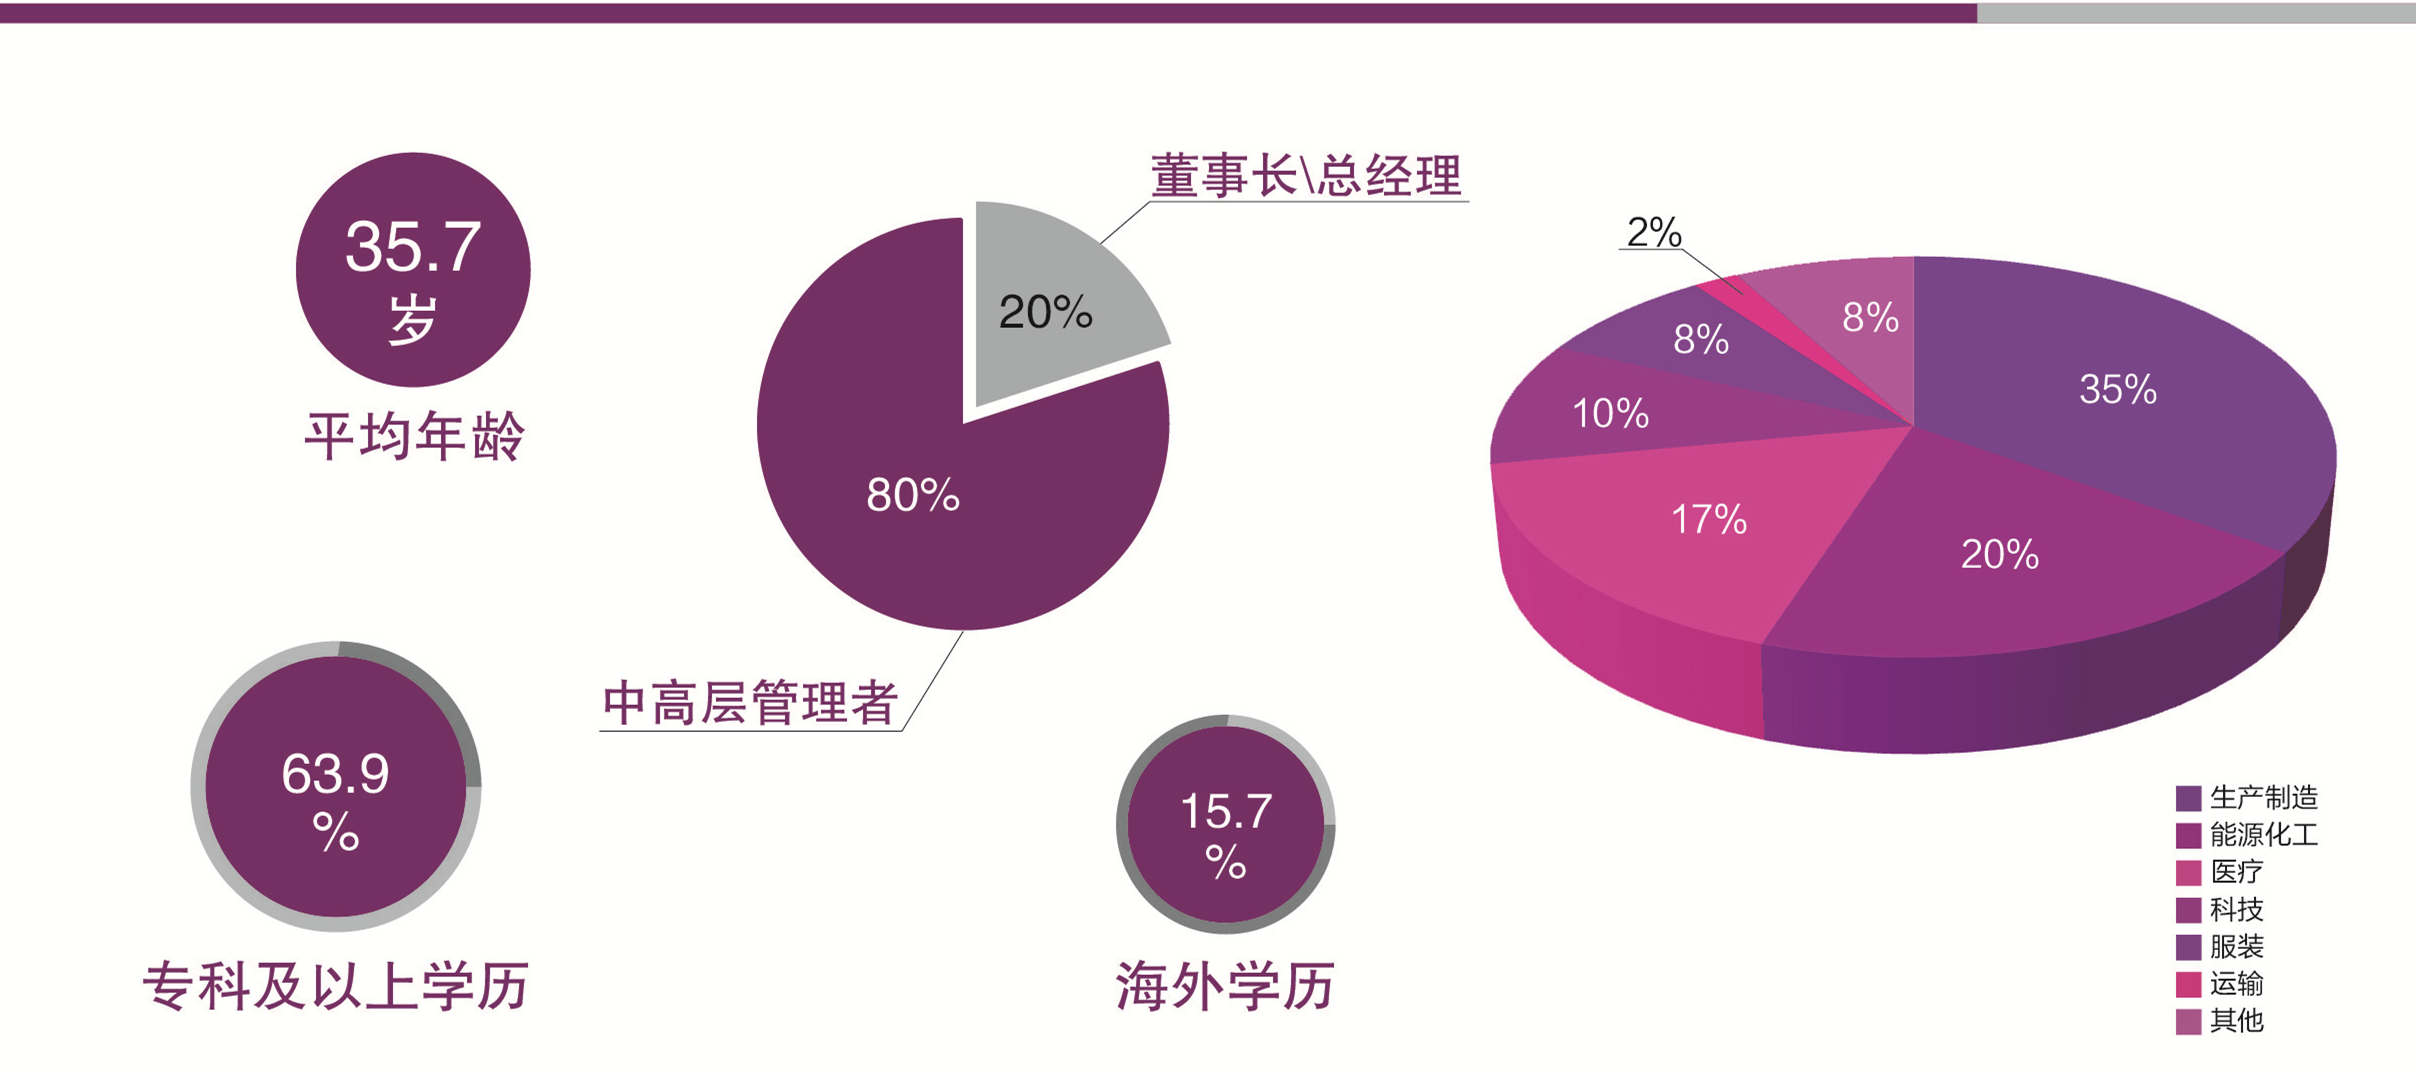 35.7
岁
平均年龄
董事长\总经理
20%
80%
中高层管理者
63.9
%
专科及以上学历
15.7
%
海外学历
2%
8%
8%
35%
10%
17%
20%
生产制造
能源化工
医疗
科技
服装
运输
其他